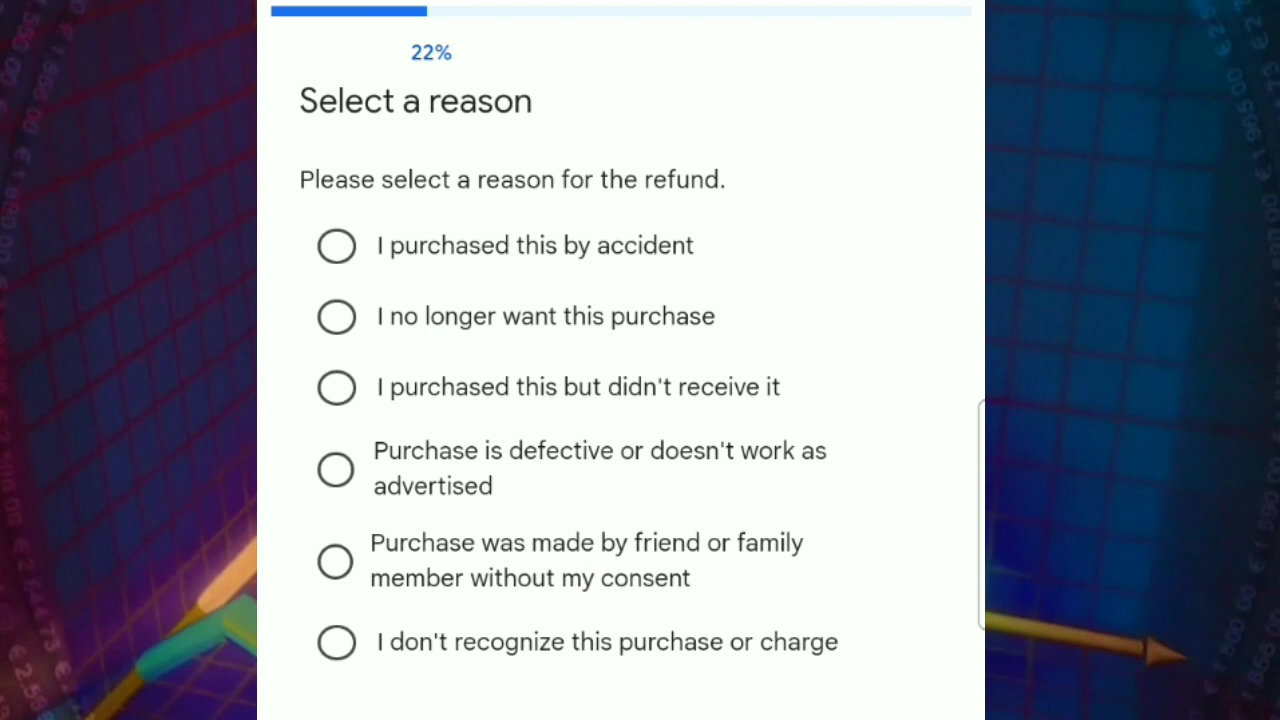 22%
Select a reason
Please select a reason for the refund.
I purchased this by accident
I no longer want this purchase
I purchased this but didn't receive it
Purchase is defective or doesn't work as
advertised
Purchase was made by friend or family
member without my consent
I don't recognize this purchase or charge